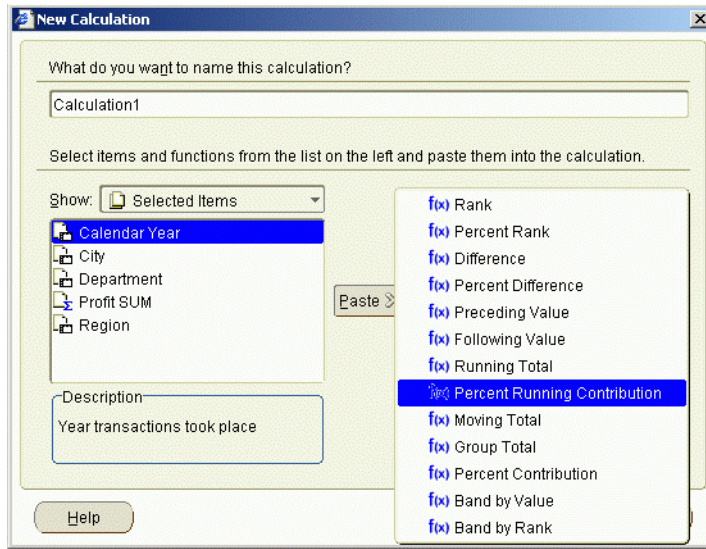 New Calculation
What do you want to name this calculation?
Calculation1
Select items and functions from the list on the left and paste them into the calculation.
Show: Selected Items
Calendar Year
City
Department
Profit SUM
Region
Paste
Description
Year transactions took place
f(x) Rank
f(x) Percent Rank
f(x) Difference
f(x) Percent Difference
f(x) Preceding Value
f(x) Following Value
f(x) Running Total
f(x) Percent Running Contribution
f(x) Moving Total
f(x) Group Total
f(x) Percent Contribution
f(x) Band by Value
f(x) Band by Rank
Help